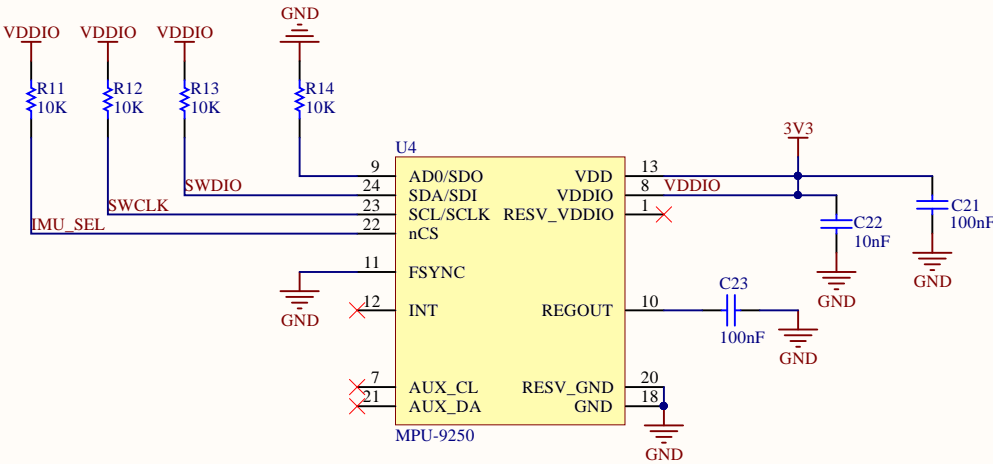 GND
VDDIO
VDDIO
VDDIO
R11
10K
R12
10K
R13
10K
R14
10K
3V3
U4
9
AD0/SDO
24
SDA/SDI
23
SCL/SCLK
22
nCS
11
FSYNC
12
INT
7
AUX_CL
21
AUX_DA
VDD
13
VDDIO
8
RESV_VDDIO
1
REGOUT
10
RESV_GND
20
GND
18
MPU-9250
SWDIO
SWCLK
IMU_SEL
VDDIO
GND
C21
100nF
GND
C22
10nF
GND
C23
100nF
GND
GND